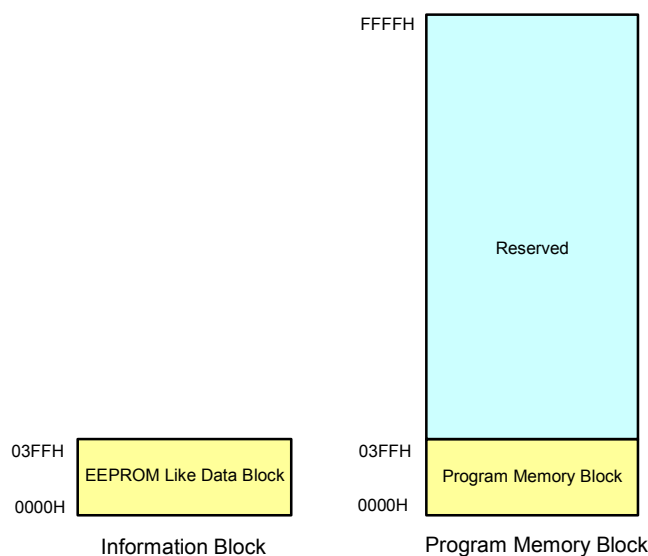 FFFFH
Reserved
03FFH
EEPROM Like Data Block
0000H
Information Block
03FFH
Program Memory Block
0000H
Program Memory Block